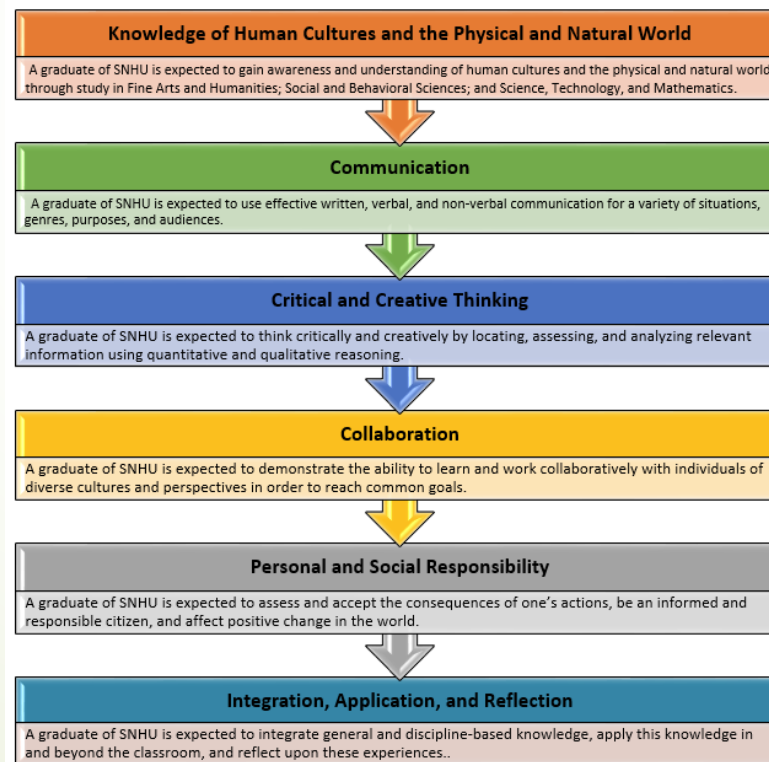 Knowledge of Human Cultures and the Physical and Natural World
A graduate of SNHU is expected to gain awareness and understanding of human cultures and the physical and natural world
through study in Fine Arts and Humanities; Social and Behavioral Sciences; and Science, Technology, and Mathematics.
Communication
A graduate of SNHU is expected to use effective written, verbal, and non-verbal communication for a variety of situations,
genres, purposes, and audiences.
Critical and Creative Thinking
A graduate of SNHU is expected to think critically and creatively by locating, assessing, and analyzing relevant
information using quantitative and qualitative reasoning.
Collaboration
A graduate of SNHU is expected to demonstrate the ability to learn and work collaboratively with individuals of
diverse cultures and perspectives in order to reach common goals.
Personal and Social Responsibility
A graduate of SNHU is expected to assess and accept the consequences of one’s actions, be an informed and
responsible citizen, and affect positive change in the world.
Integration, Application, and Reflection
A graduate of SNHU is expected to integrate general and discipline-based knowledge, apply this knowledge in
and beyond the classroom, and reflect upon these experiences..